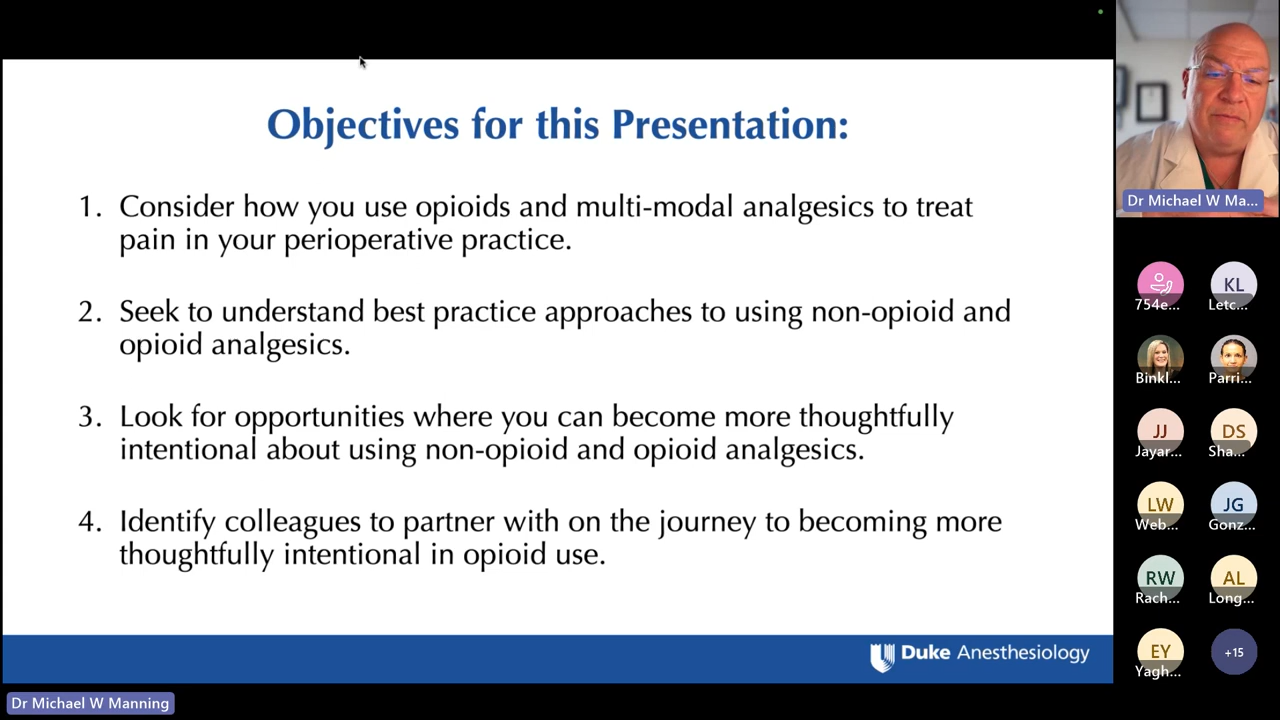 Objectives for this Presentation:
1. Consider how you use opioids and multi-modal analgesics to treat
pain in your perioperative practice.
2. Seek to understand best practice approaches to using non-opioid and
opioid analgesics.
3. Look for opportunities where you can become more thoughtfully
intentional about using non-opioid and opioid analgesics.
4. Identify colleagues to partner with on the journey to becoming more
thoughtfully intentional in opioid use.
Duke Anesthesiology
Dr Michael W Manning
Dr Michael W Ma...
KL
754e...
Letc...
Binkl...
Parri...
JJ
DS
Jayar...
Sha...
LW
JG
Web...
Gonz...
RW
AL
Rach...
Long...
EY
+15
Yagh...